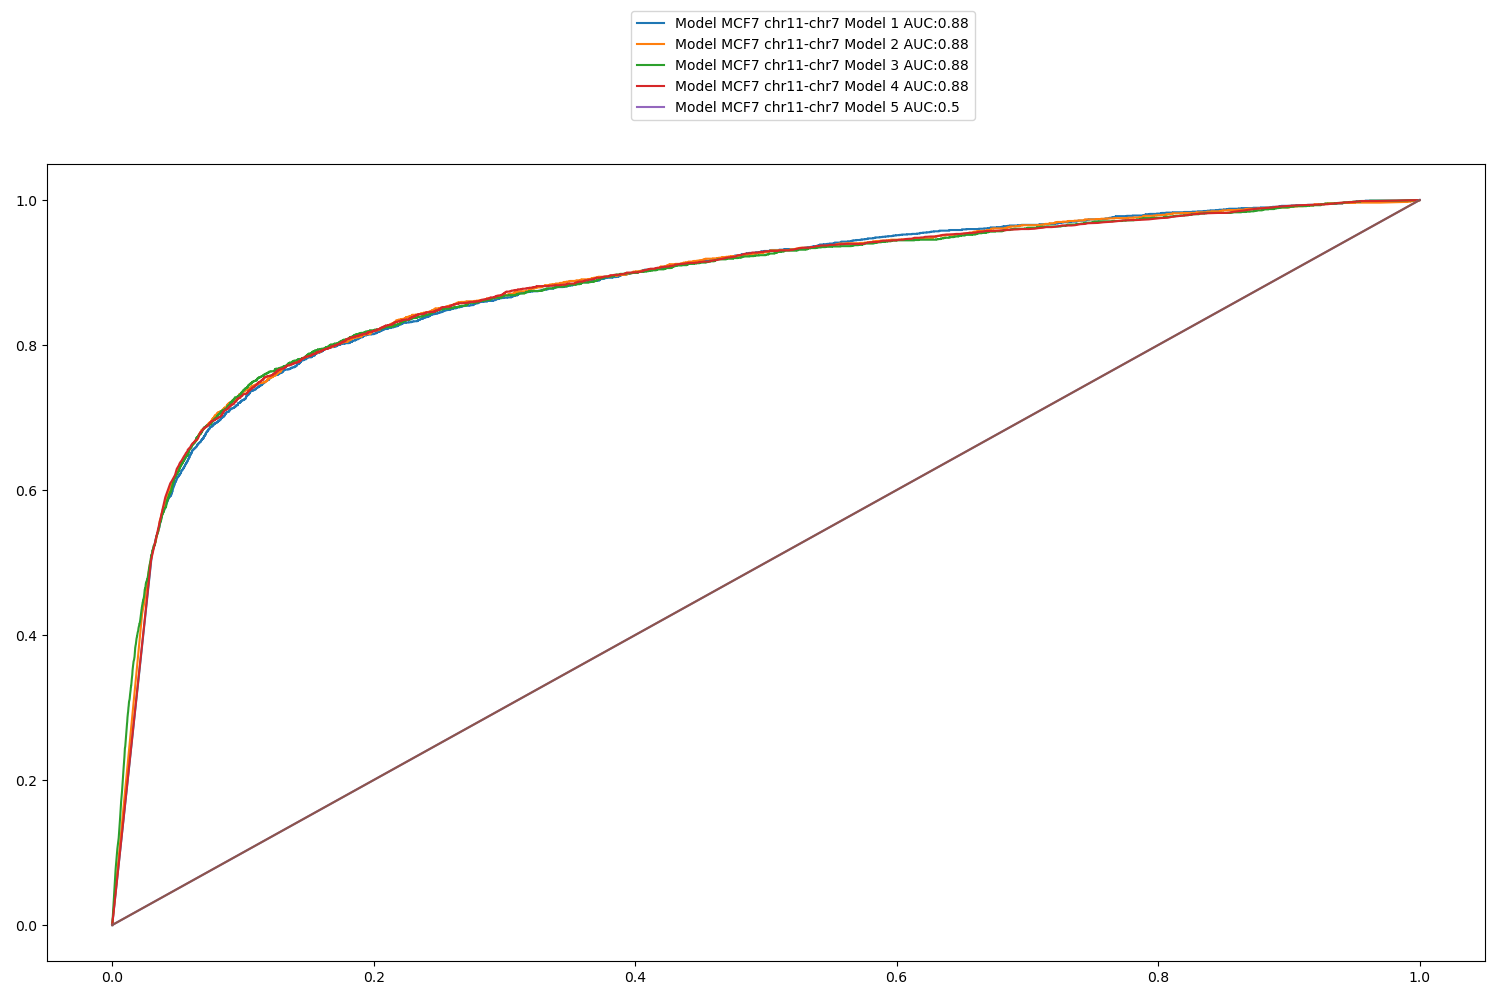 Model MCF7 chr11-chr7 Model 1 AUC:0.88
Model MCF7 chr11-chr7 Model 2 AUC:0.88
Model MCF7 chr11-chr7 Model 3 AUC:0.88
Model MCF7 chr11-chr7 Model 4 AUC:0.88
Model MCF7 chr11-chr7 Model 5 AUC:0.5
1.0
0.8
0.6
0.4
0.2
0.0
0.0 0.2 0.4 0.6 0.8 1.0